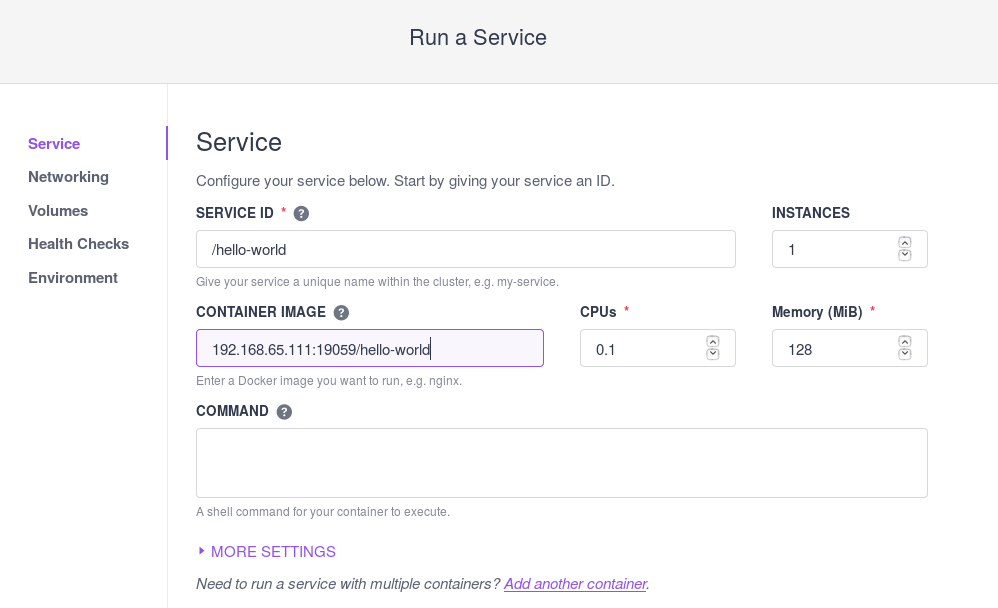 Run a Service
Service
Networking
Volumes
Health Checks
Environment
Service
Configure your service below. Start by giving your service an ID.
SERVICE ID * ?
INSTANCES
/hello-world
1
Give your service a unique name within the cluster, e.g. my-service.
CONTAINER IMAGE ?
CPUs *
Memory (MiB) *
192.168.65.111:19059/hello-world
0.1
128
Enter a Docker image you want to run, e.g. nginx.
COMMAND ?
A shell command for your container to execute.
MORE SETTINGS
Need to run a service with multiple containers? Add another container.